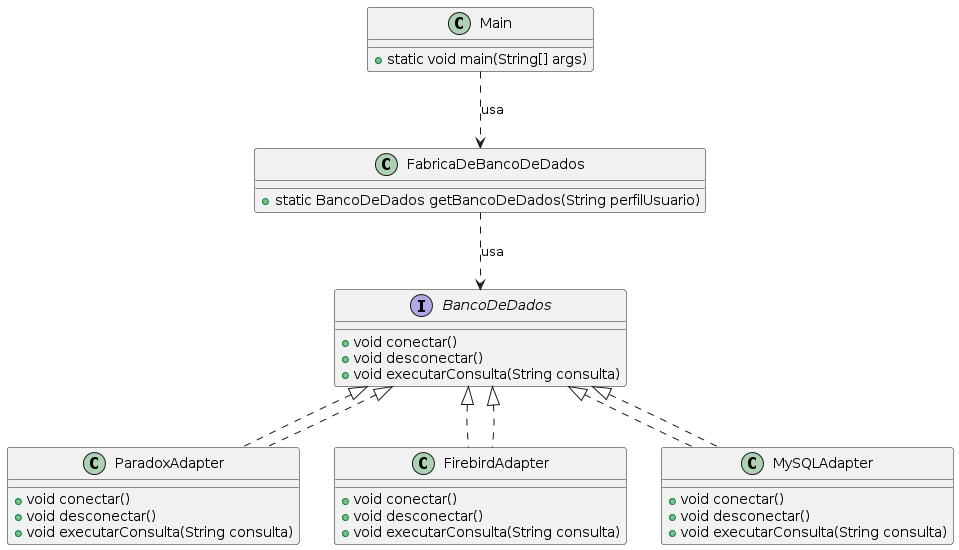 C Main
+ static void main(String[] args)
usa
C FabricaDeBancoDeDados
static BancoDeDados getBancoDeDados(String perfilUsuario)
usa
I BancoDeDados
void conectar()
void desconectar()
void executarConsulta(String consulta)
C ParadoxAdapter
void conectar()
void desconectar()
void executarConsulta(String consulta)
C FirebirdAdapter
void conectar()
void desconectar()
void executarConsulta(String consulta)
C MySQLAdapter
void conectar()
void desconectar()
void executarConsulta(String consulta)